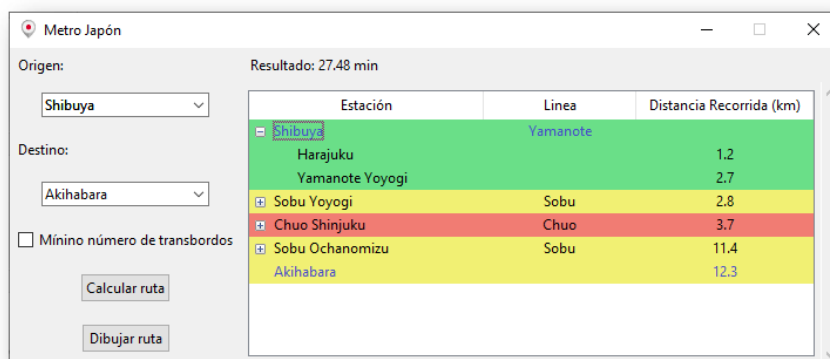 Metro Japón
Origen:
Resultado: 27.48 min
Shibuya
Estación Linea Distancia Recorrida (km)
Shibuya Yamanote
Harajuku 1.2
Destino:
Yamanote Yoyogi 2.7
Akihabara
Sobu Yoyogi Sobu 2.8
Chuo Shinjuku Chuo 3.7
Mínino número de transbordos
Sobu Ochanomizu Sobu 11.4
Akihabara 12.3
Calcular ruta
Dibujar ruta